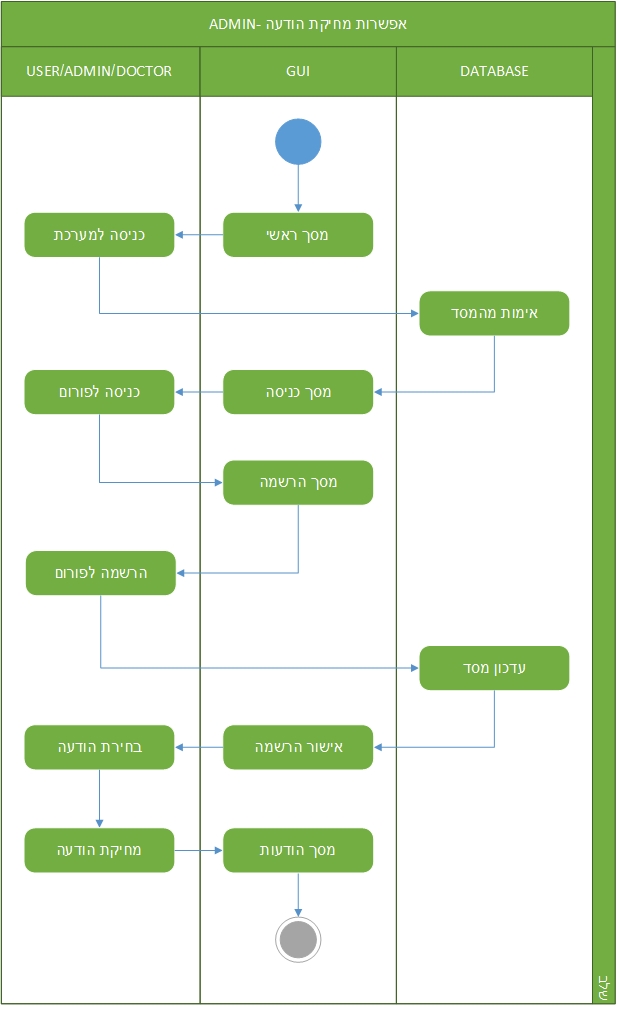 אפשרות מחיקת הודעה -ADMIN
USER/ADMIN/DOCTOR
GUI
DATABASE
מסך ראשי
כניסה למערכת
אימות מהמסד
מסך כניסה
כניסה לפורום
מסך הרשמה
הרשמה לפורום
עדכון מסד
אישור הרשמה
בחירת הודעה
מחיקת הודעה
מסך הודעות
שלב